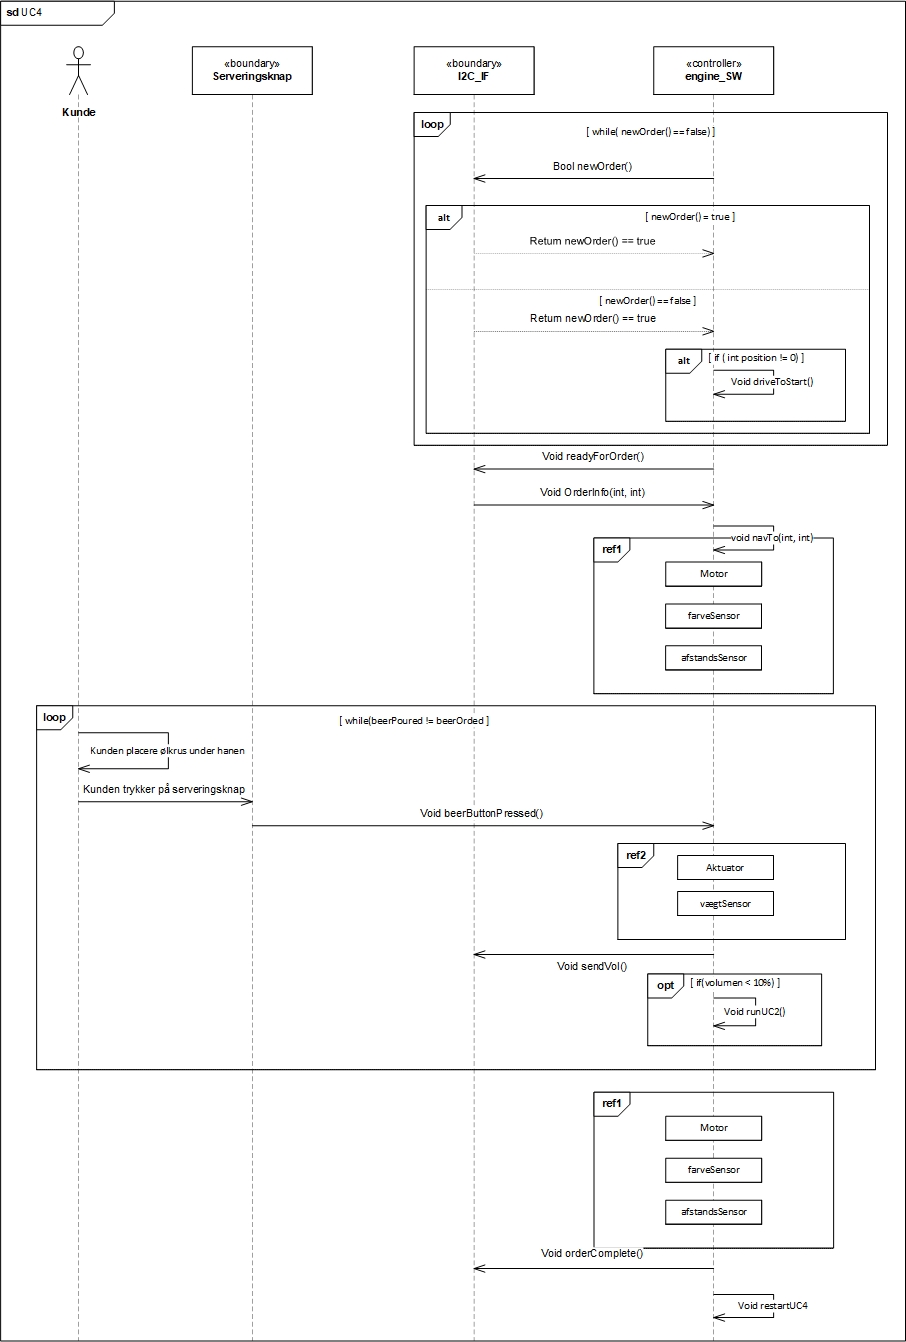 sd UC4
Kunde
«boundary»
Serveringsknap
«boundary»
I2C_IF
«controller»
engine_SW
loop
[ while( newOrder() == false) ]
Bool newOrder()
alt
[ newOrder() = true ]
Return newOrder() == true
[ newOrder() == false ]
Return newOrder() == true
alt
[ if ( int position != 0) ]
Void driveToStart()
Void readyForOrder()
Void OrderInfo(int, int)
void navTo(int, int)
ref1
Motor
farveSensor
afstandsSensor
loop
[ while(beerPoured != beerOrded ]
Kunden placere ølkrus under hanen
Kunden trykker på serveringsknap
Void beerButtonPressed()
ref2
Aktuator
vægtSensor
Void sendVol()
opt
[ if(volumen < 10%) ]
Void runUC2()
ref1
Motor
farveSensor
afstandsSensor
Void orderComplete()
Void restartUC4